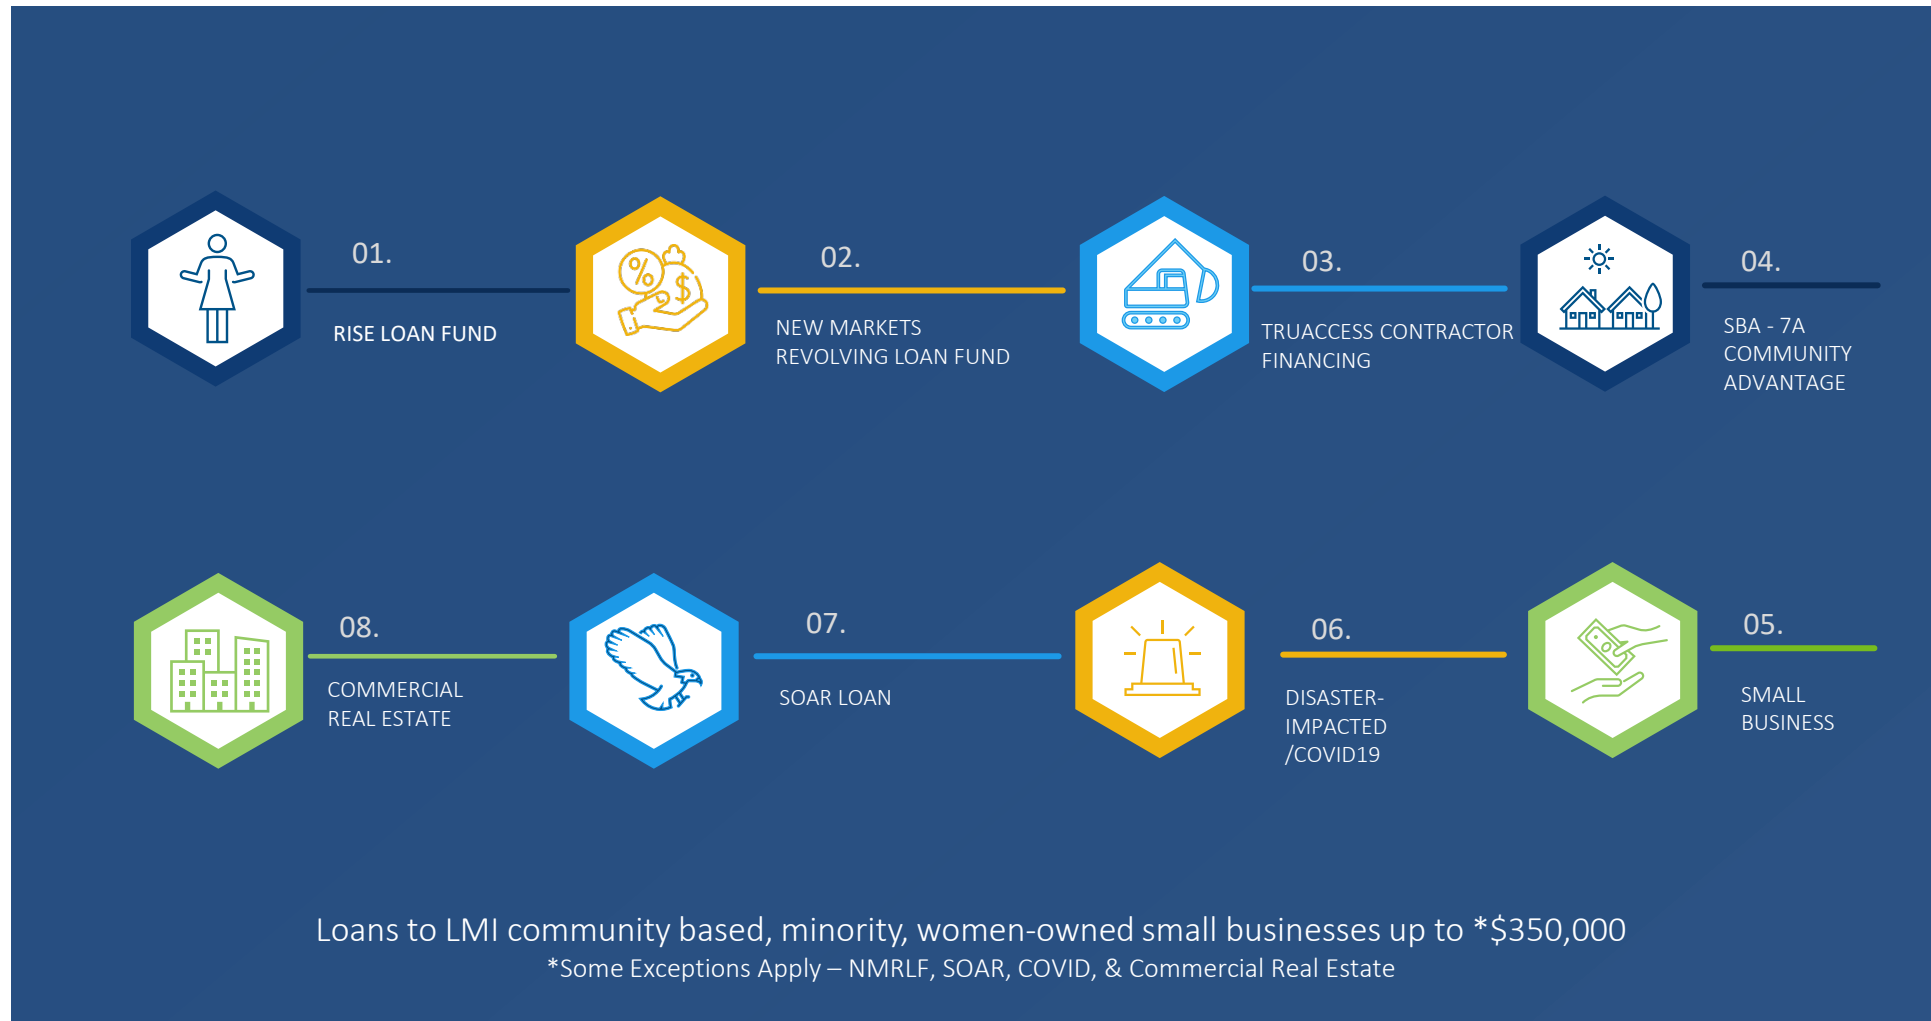 01.
RISE LOAN FUND
02.
NEW MARKETS
REVOLVING LOAN FUND
03.
TRUACCESS CONTRACTOR
FINANCING
04.
SBA - 7A
COMMUNITY
ADVANTAGE
08.
COMMERCIAL
REAL ESTATE
07.
SOAR LOAN
06.
DISASTER-
IMPACTED
/COVID19
05.
SMALL
BUSINESS
Loans to LMI community based, minority, women-owned small businesses up to *$350,000
*Some Exceptions Apply – NMRLF, SOAR, COVID, & Commercial Real Estate